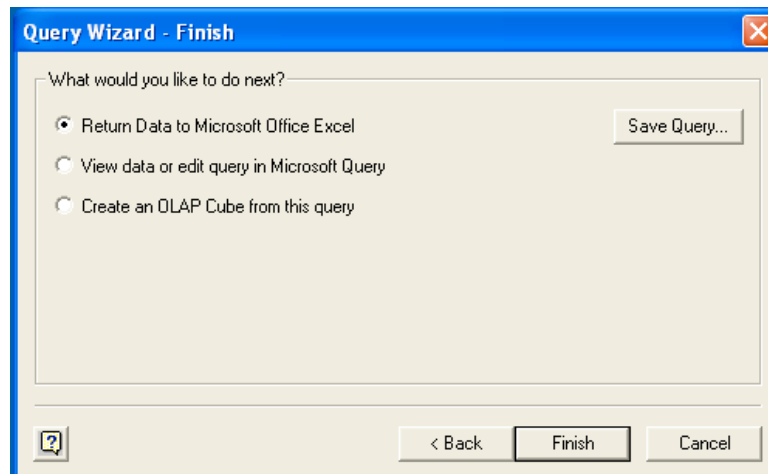 Query Wizard - Finish
What would you like to do next?
Return Data to Microsoft Office Excel
Save Query...
View data or edit query in Microsoft Query
Create an OLAP Cube from this query
?
< Back
Finish
Cancel